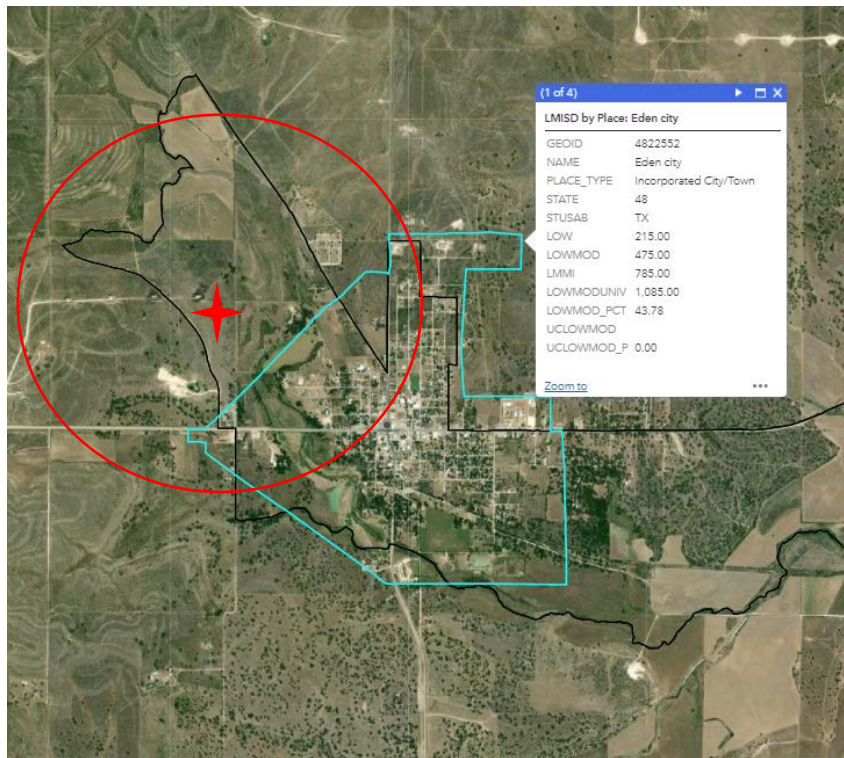 (1 of 4)
LMISD by Place: Eden city
GEOID 4822552
NAME Eden city
PLACE_TYPE Incorporated City/Town
STATE 48
STUSAB TX
LOW 215.00
LOWMOD 475.00
LMMI 785.00
LOWMODUNIV 1,085.00
LOWMOD_PCT 43.78
UCLOWMOD
UCLOWMOD_P 0.00
Zoom to